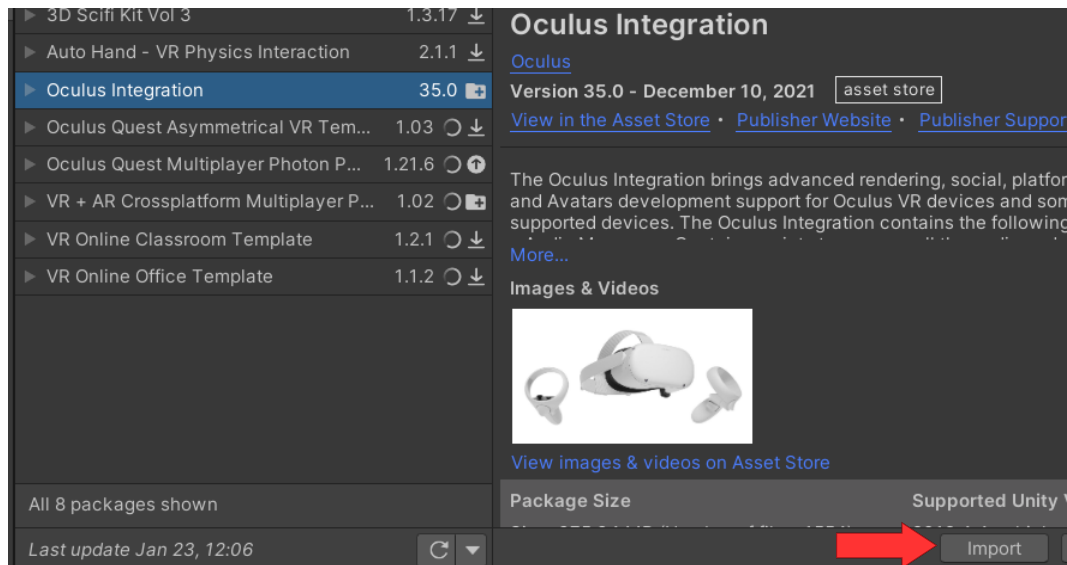 3D Scifi Kit Vol 3 1.3.17
Auto Hand - VR Physics Interaction 2.1.1
Oculus Integration 35.0
Oculus Quest Asymmetrical VR Tem... 1.03
Oculus Quest Multiplayer Photon P... 1.21.6
VR + AR Crossplatform Multiplayer P... 1.02
VR Online Classroom Template 1.2.1
VR Online Office Template 1.1.2
All 8 packages shown
Last update Jan 23, 12:06
Oculus Integration
Oculus
Version 35.0 - December 10, 2021 asset store
View in the Asset Store • Publisher Website • Publisher Suppor
The Oculus Integration brings advanced rendering, social, platfor
and Avatars development support for Oculus VR devices and som
supported devices. The Oculus Integration contains the following
More...
Images & Videos
View images & videos on Asset Store
Package Size Supported Unity V
Import